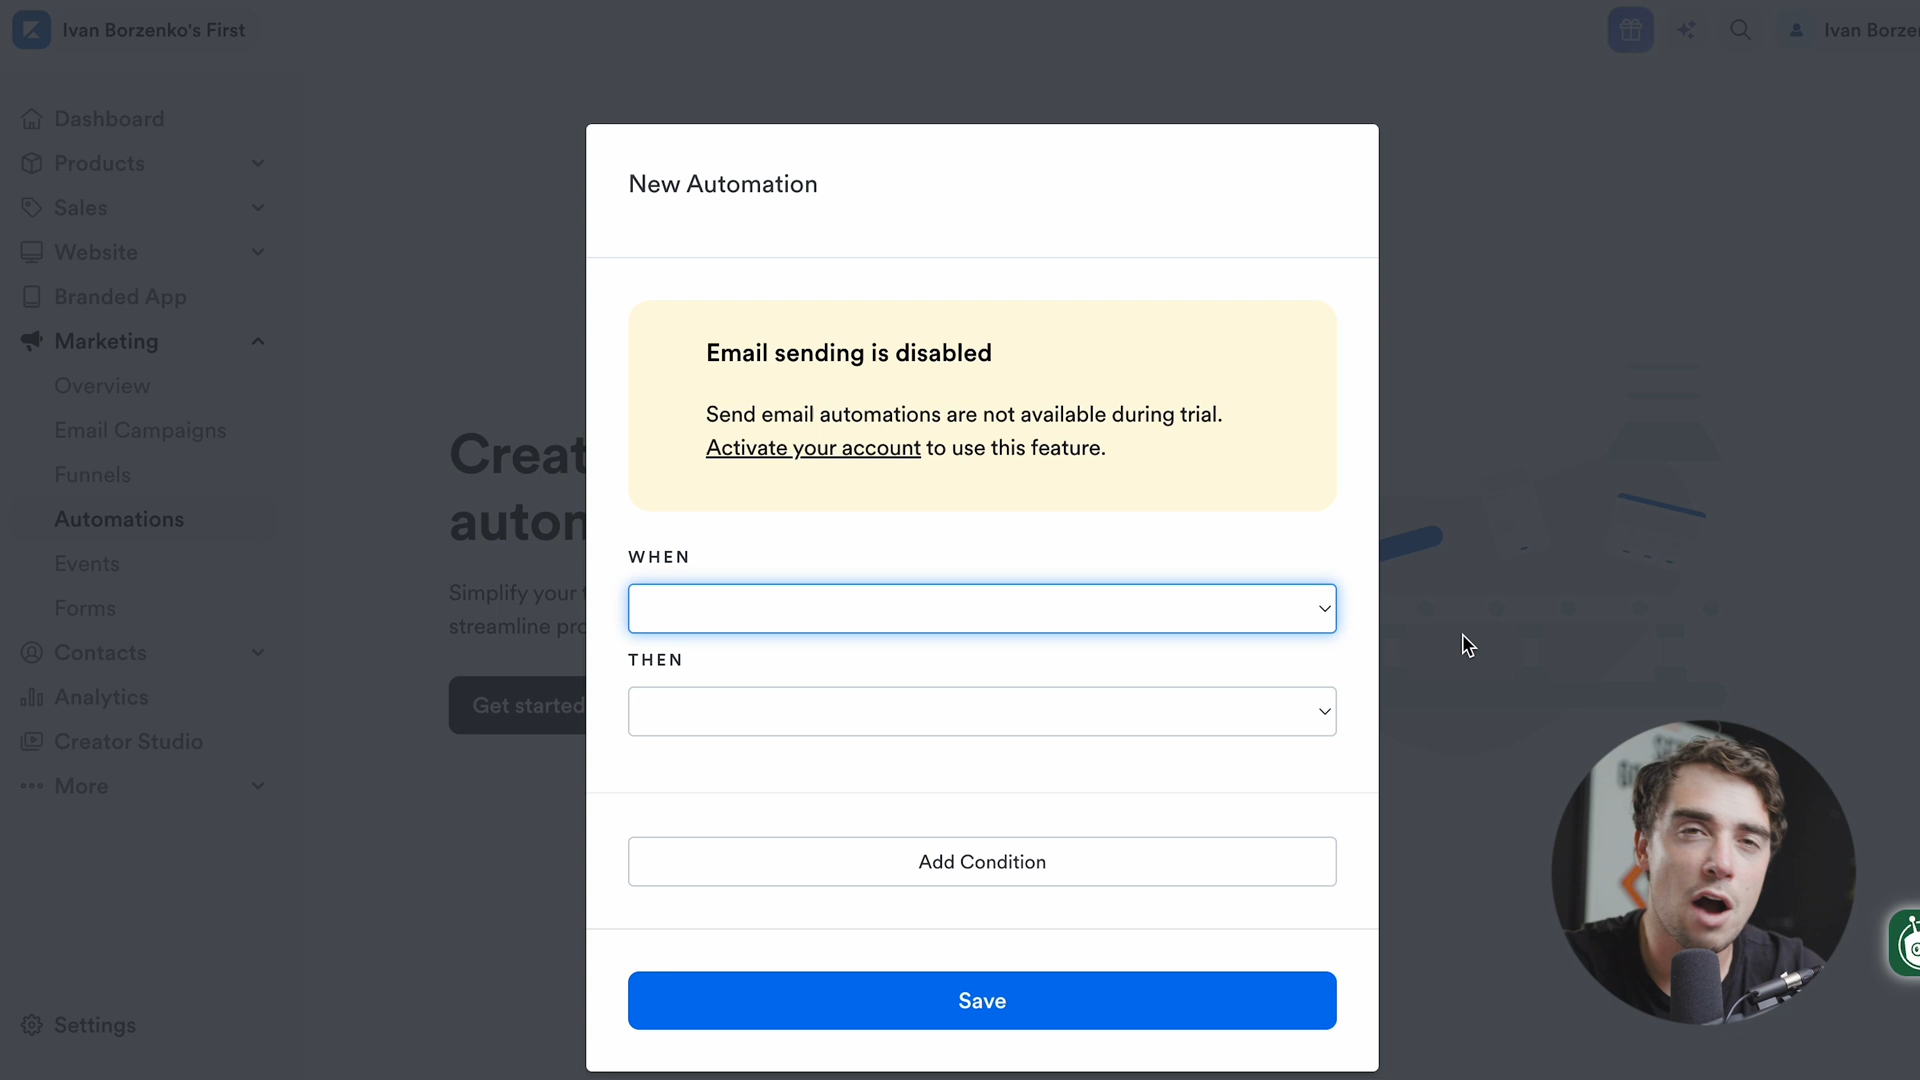 Ivan Borzenko's First
Ivan Borze
Dashboard
Products
Sales
Website
Branded App
Marketing
Overview
Email Campaigns
Funnels
Automations
Events
Forms
Contacts
Analytics
Creator Studio
More
Settings
Creat
autom
Simplify your
streamline pro
Get started
New Automation
Email sending is disabled
Send email automations are not available during trial.
Activate your account to use this feature.
WHEN
THEN
Add Condition
Save